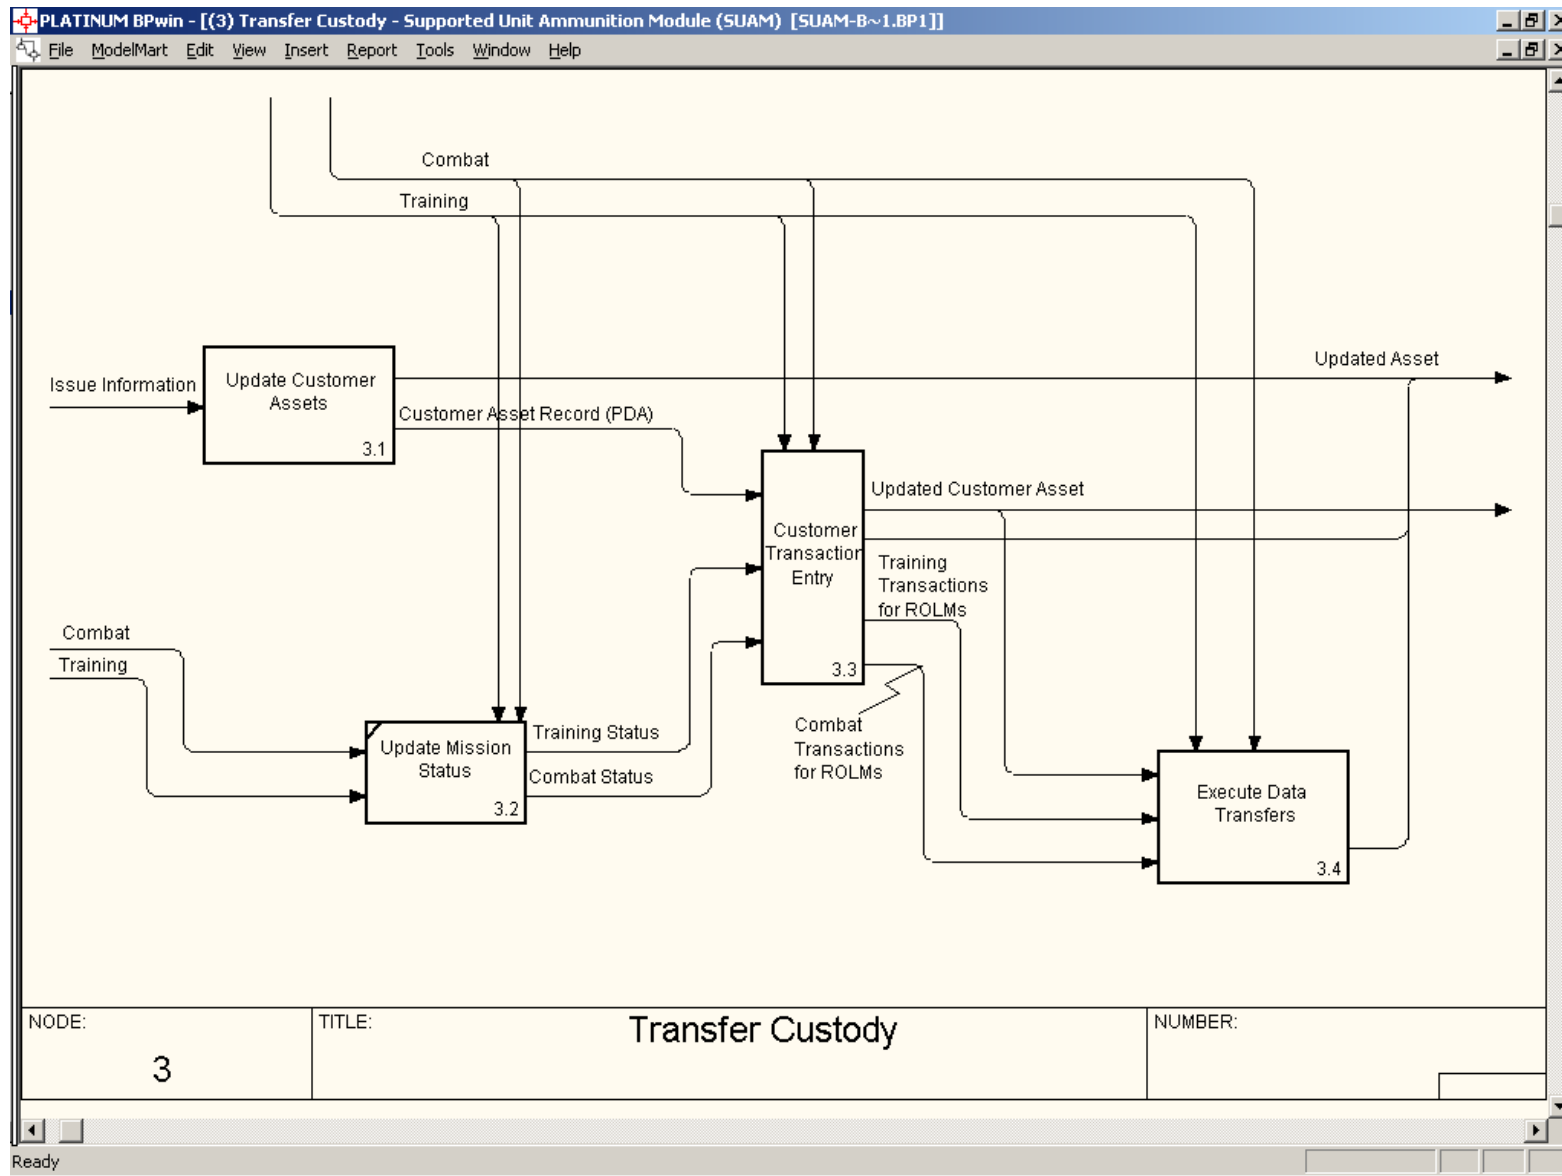 PLATINUM BPwin - [(3) Transfer Custody - Supported Unit Ammunition Module (SUAM) [SUAM-B~1.BP1]]
File ModelMart Edit View Insert Report Tools Window Help
Combat
Training
Updated Asset
Issue Information
Update Customer
Assets
3.1
Customer Asset Record (PDA)
Updated Customer Asset
Customer
Transaction
Entry
3.3
Training
Transactions
for ROLMs
Combat
Training
Combat
Transactions
for ROLMs
Update Mission
Status
3.2
Training Status
Combat Status
Execute Data
Transfers
3.4
NODE:
3
TITLE:
Transfer Custody
NUMBER:
Ready